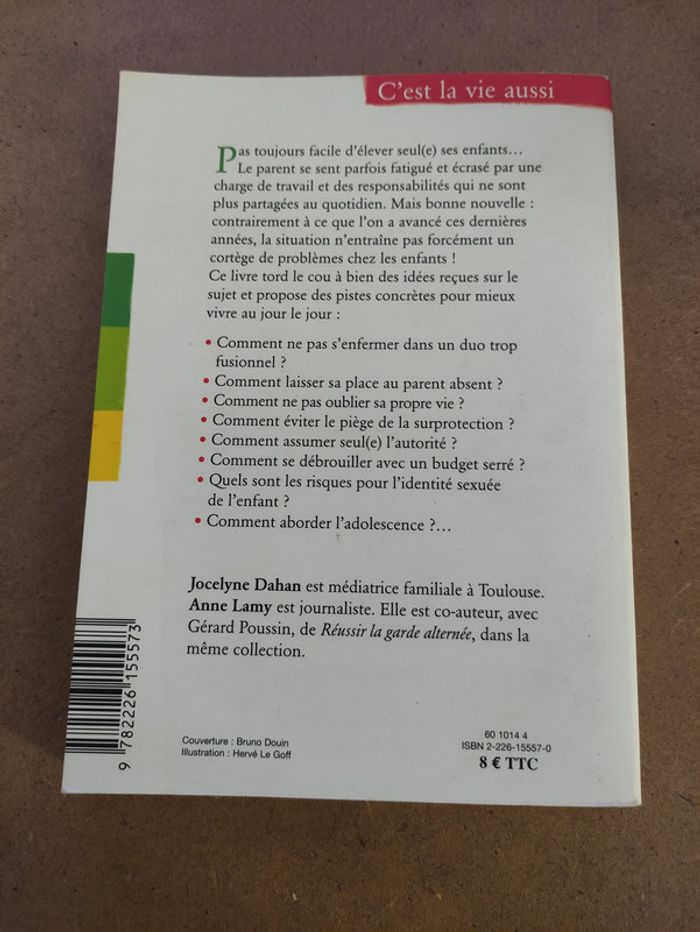 C'est la vie aussi
Pas toujours facile d'élever seul(e) ses enfants…
Le parent se sent parfois fatigué et écrasé par une
charge de travail et des responsabilités qui ne sont
plus partagées au quotidien. Mais bonne nouvelle :
contrairement à ce que l'on a avancé ces dernières
années, la situation n'entraîne pas forcément un
cortège de problèmes chez les enfants !
Ce livre tord le cou à bien des idées reçues sur le
sujet et propose des pistes concrètes pour mieux
vivre au jour le jour :
• Comment ne pas s'enfermer dans un duo trop
fusionnel ?
• Comment laisser sa place au parent absent ?
• Comment ne pas oublier sa propre vie ?
• Comment éviter le piège de la surprotection ?
• Comment assumer seul(e) l'autorité ?
• Comment se débrouiller avec un budget serré ?
• Quels sont les risques pour l'identité sexuée
de l'enfant ?
• Comment aborder l'adolescence ?…
Jocelyne Dahan est médiatrice familiale à Toulouse.
Anne Lamy est journaliste. Elle est co-auteur, avec
Gérard Poussin, de Réussir la garde alternée, dans la
même collection.
9 782226 155573
Couverture : Bruno Douin
Illustration : Hervé Le Goff
60 1014 4
ISBN 2-226-15557-0
8 € TTC